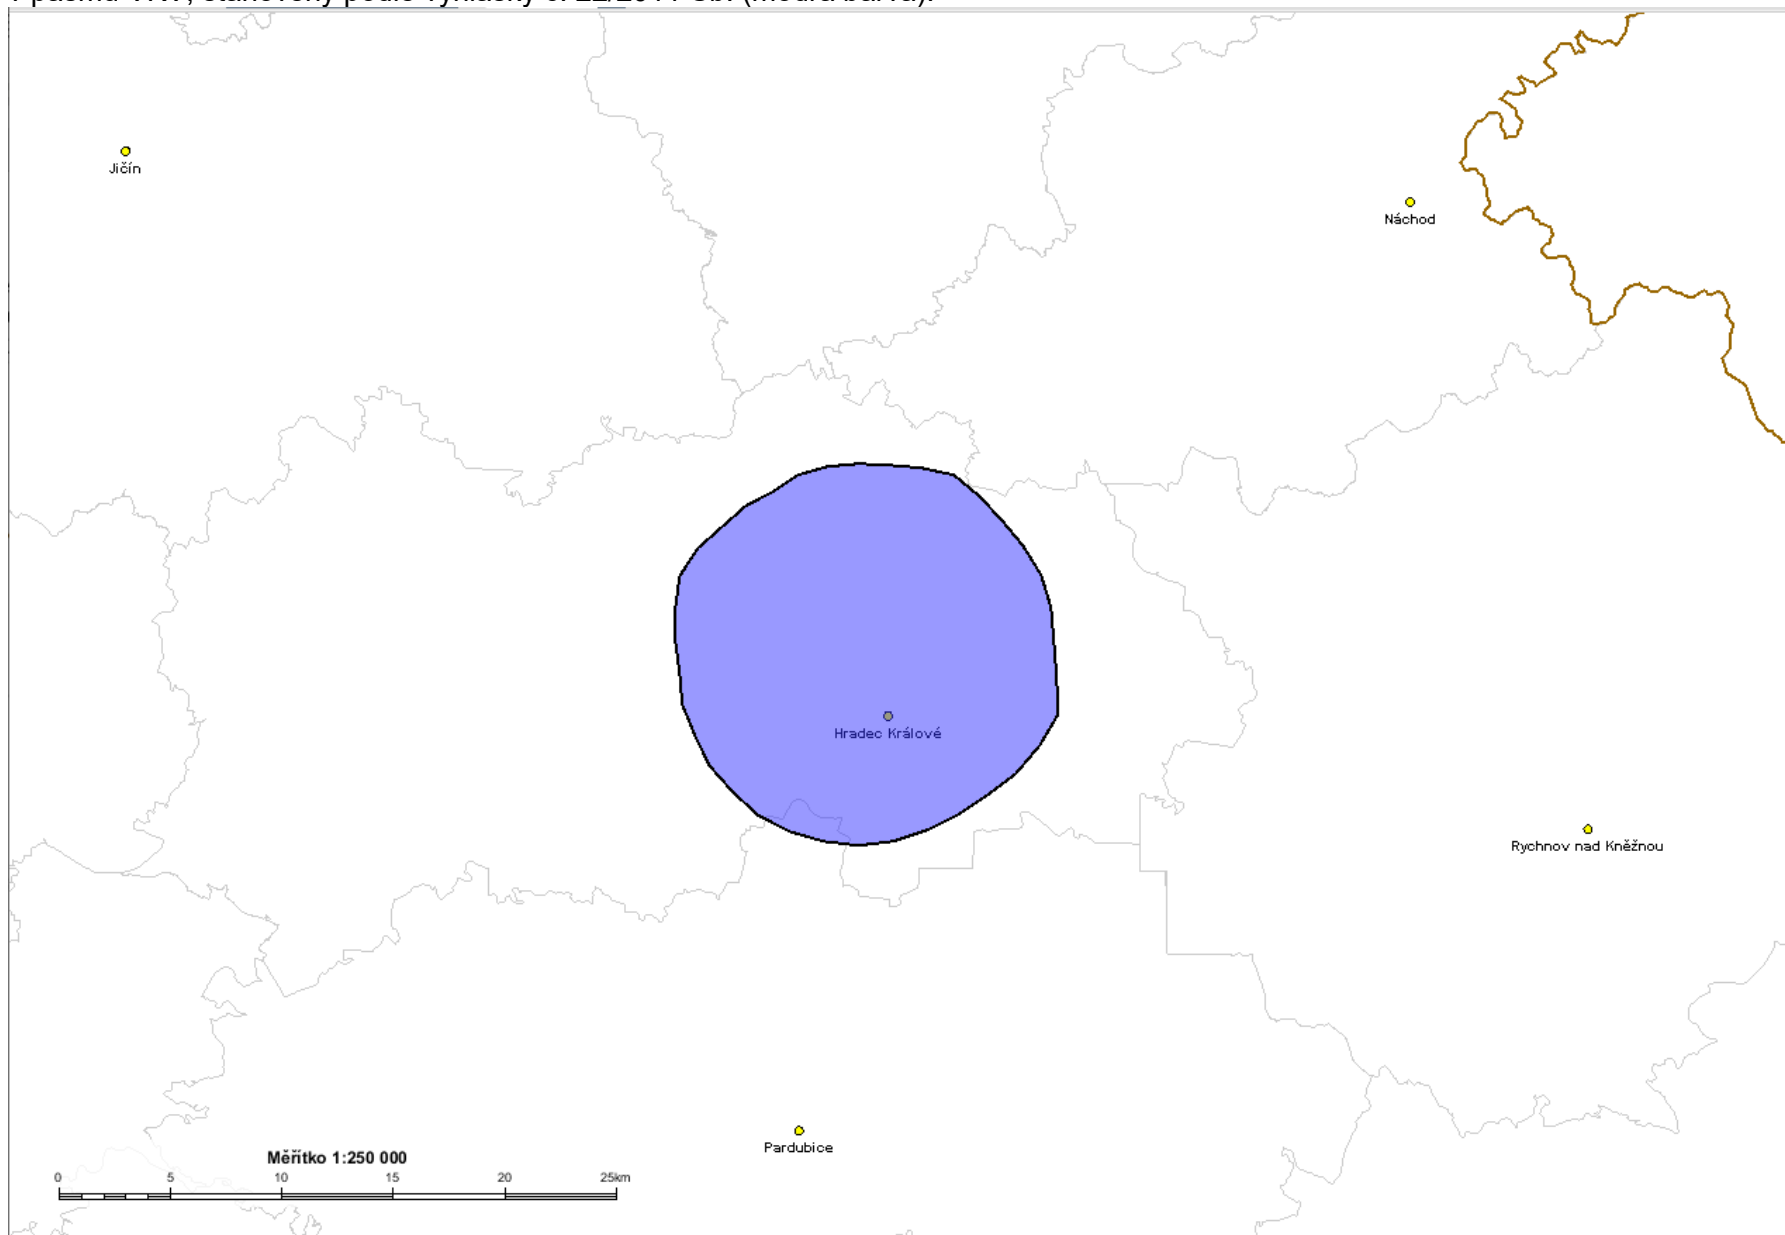 Jičín
Náchod
Hradec Králové
Rychnov nad Kněžnou
Pardubice
Měřítko 1:250 000
0 5 10 15 20 25km